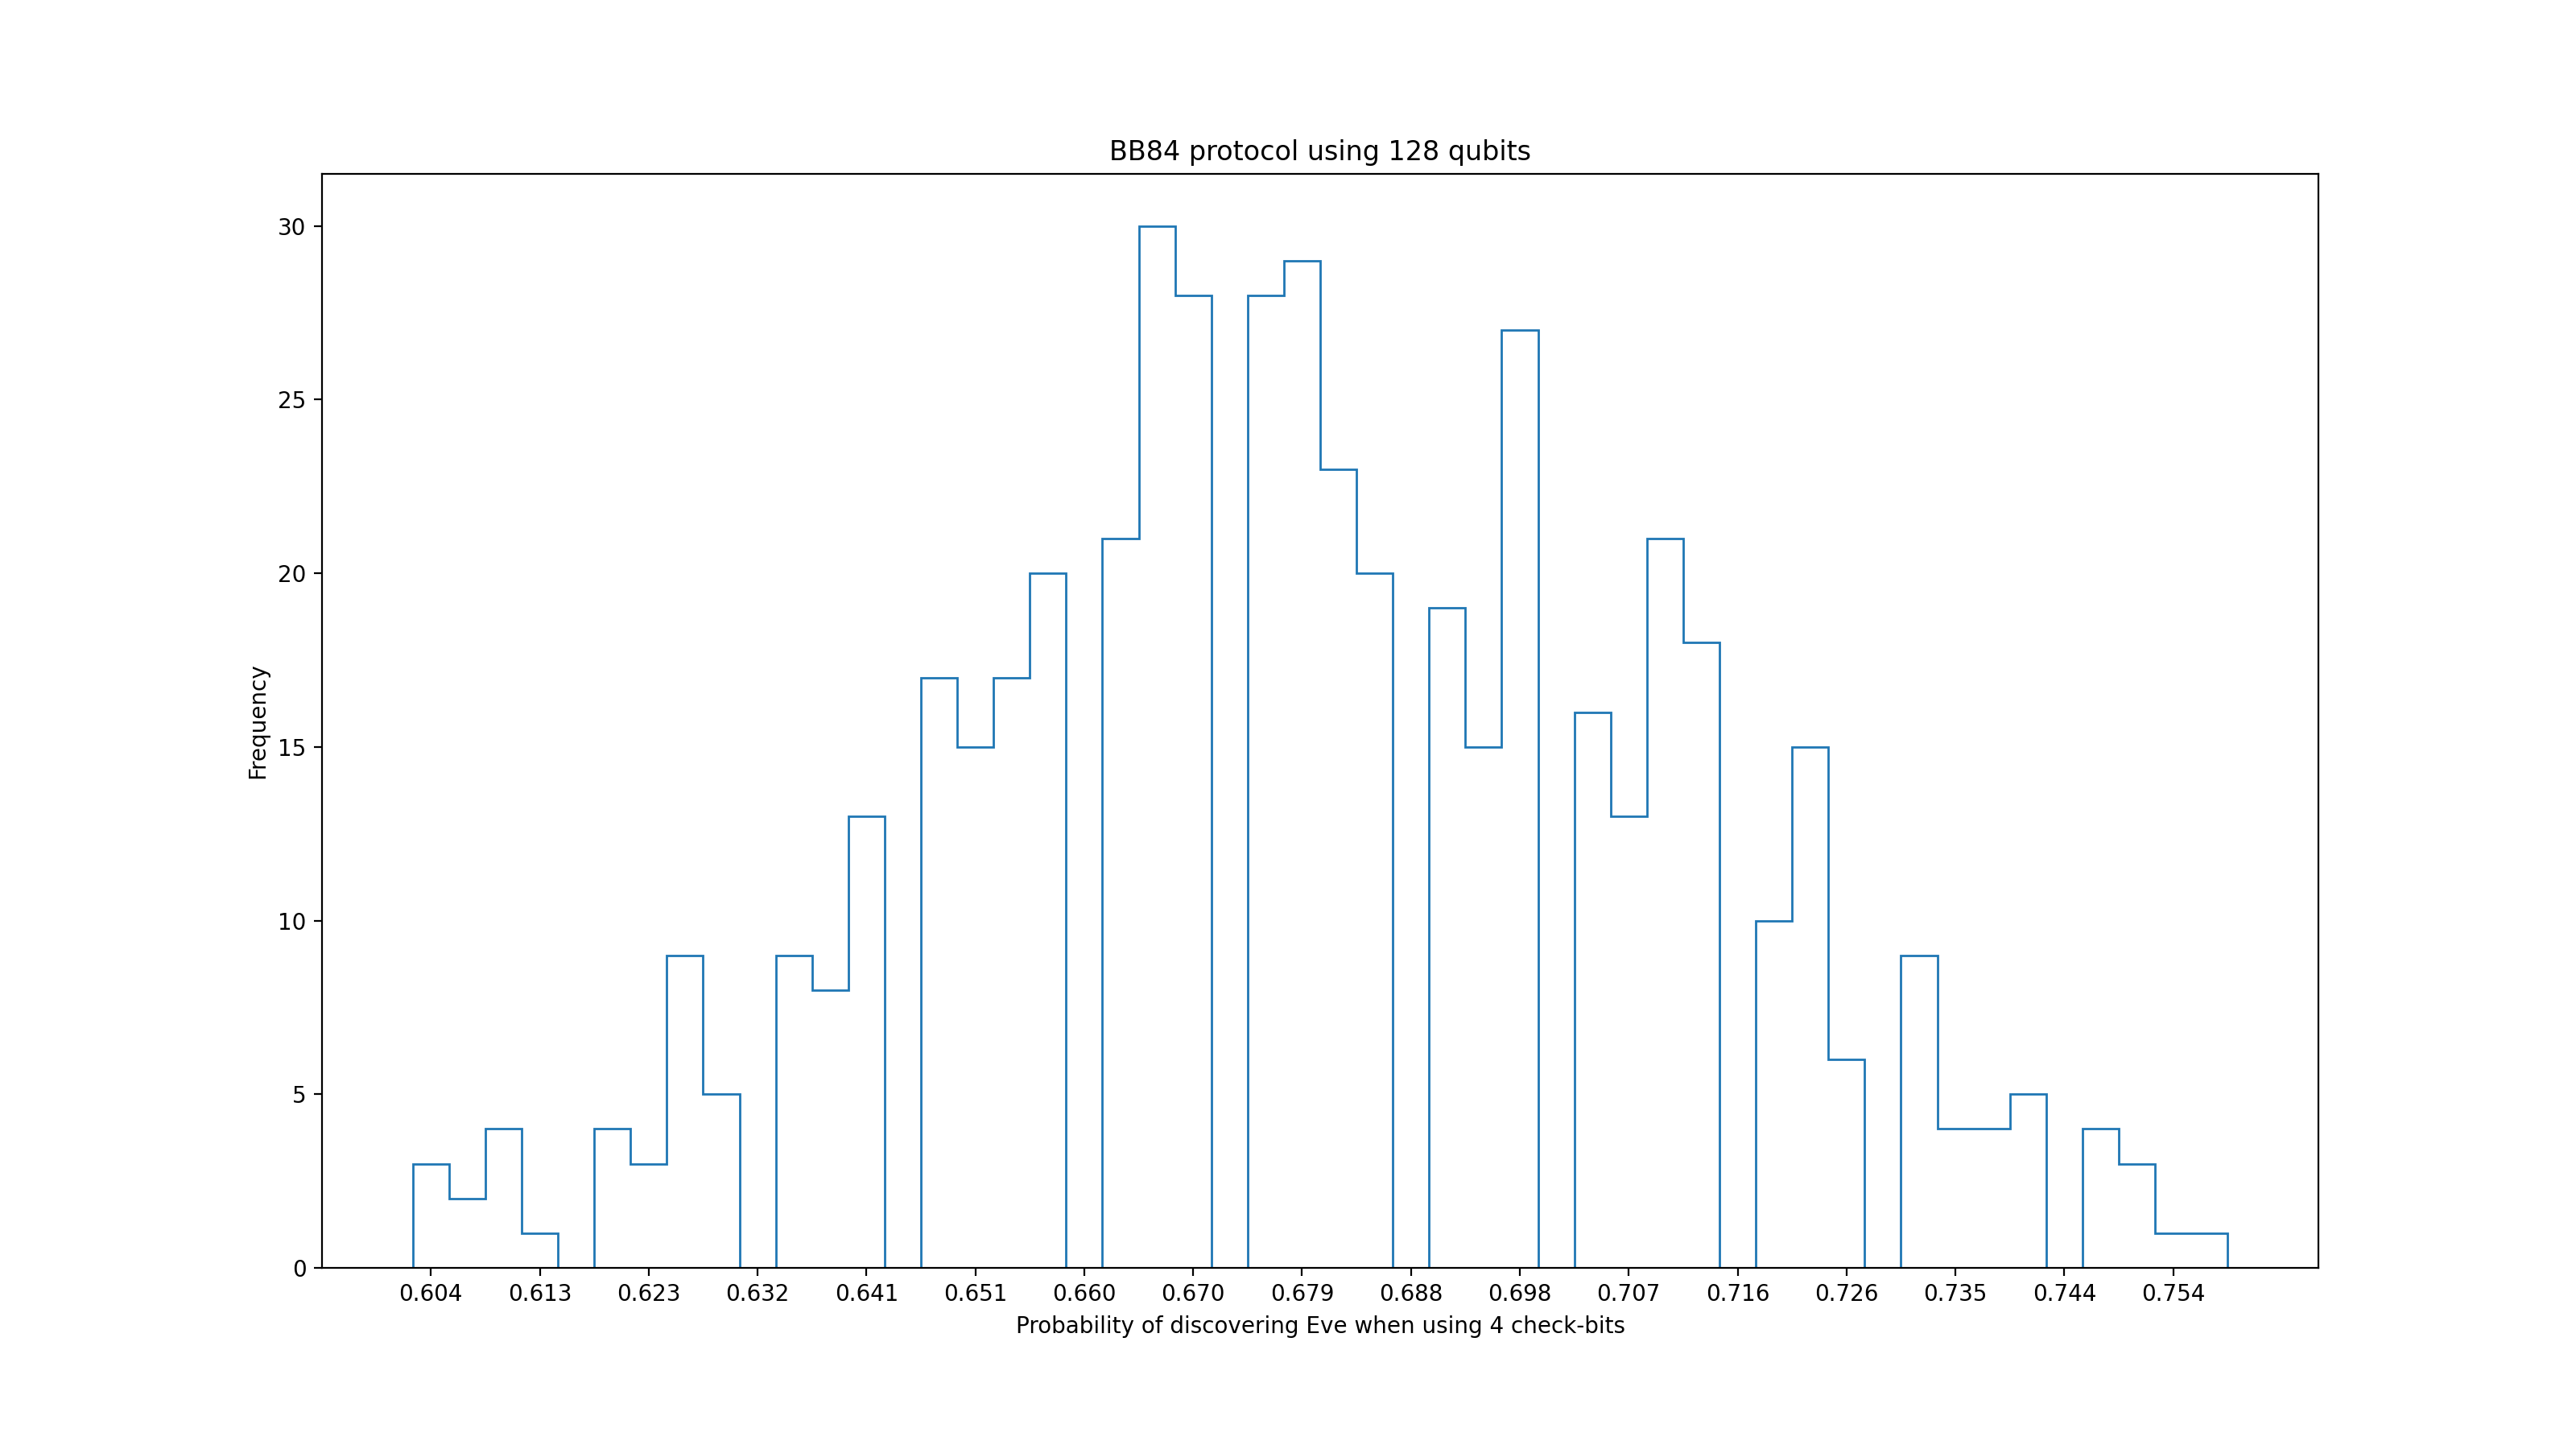 BB84 protocol using 128 qubits
30
25
20
15
10
5
0
Frequency
0.604 0.613 0.623 0.632 0.641 0.651 0.660 0.670 0.679 0.688 0.698 0.707 0.716 0.726 0.735 0.744 0.754
Probability of discovering Eve when using 4 check-bits